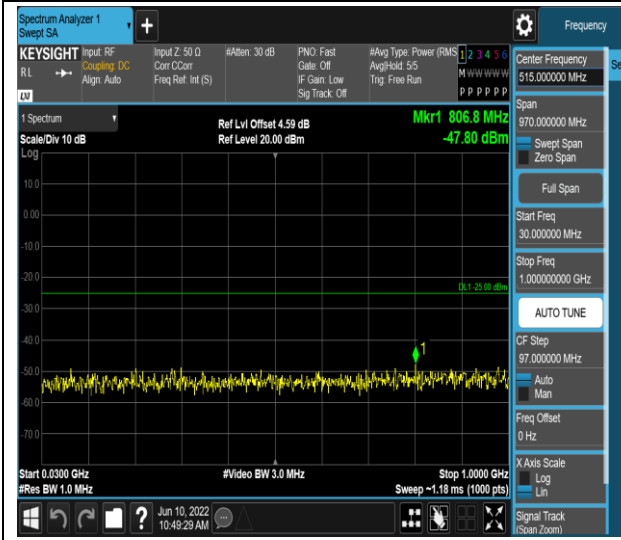 Spectrum Analyzer 1
Swept SA
+
Frequency
KEYSIGHT
Input: RF
Input Z: 50 Ω
#Atten: 30 dB
PNO: Fast
#Avg Type: Power (RMS
1 2 3 4 5 6
RL
Coupling: DC
Corr CCorr
Gate: Off
Avg|Hold: 5/5
M W W W W W
Align: Auto
Freq Ref: Int (S)
IF Gain: Low
Trig: Free Run
Sig Track: Off
P P P P P P
LXI
1 Spectrum
Ref Lvl Offset 4.59 dB
Mkr1 806.8 MHz
Scale/Div 10 dB
Ref Level 20.00 dBm
-47.80 dBm
Log
10.0
0.00
-10.0
-20.0
DL1 -25.00 dBm
-30.0
-40.0
1
-50.0
-60.0
-70.0
Start 0.0300 GHz
#Video BW 3.0 MHz
Stop 1.0000 GHz
#Res BW 1.0 MHz
Sweep ~1.18 ms (1000 pts)
?
Jun 10, 2022
10:49:29 AM
Center Frequency
515.000000 MHz
Se
Span
970.000000 MHz
Swept Span
Zero Span
Full Span
Start Freq
30.000000 MHz
Stop Freq
1.000000000 GHz
AUTO TUNE
CF Step
97.000000 MHz
Auto
Man
Freq Offset
0 Hz
X Axis Scale
Log
Lin
Signal Track
(Span Zoom)